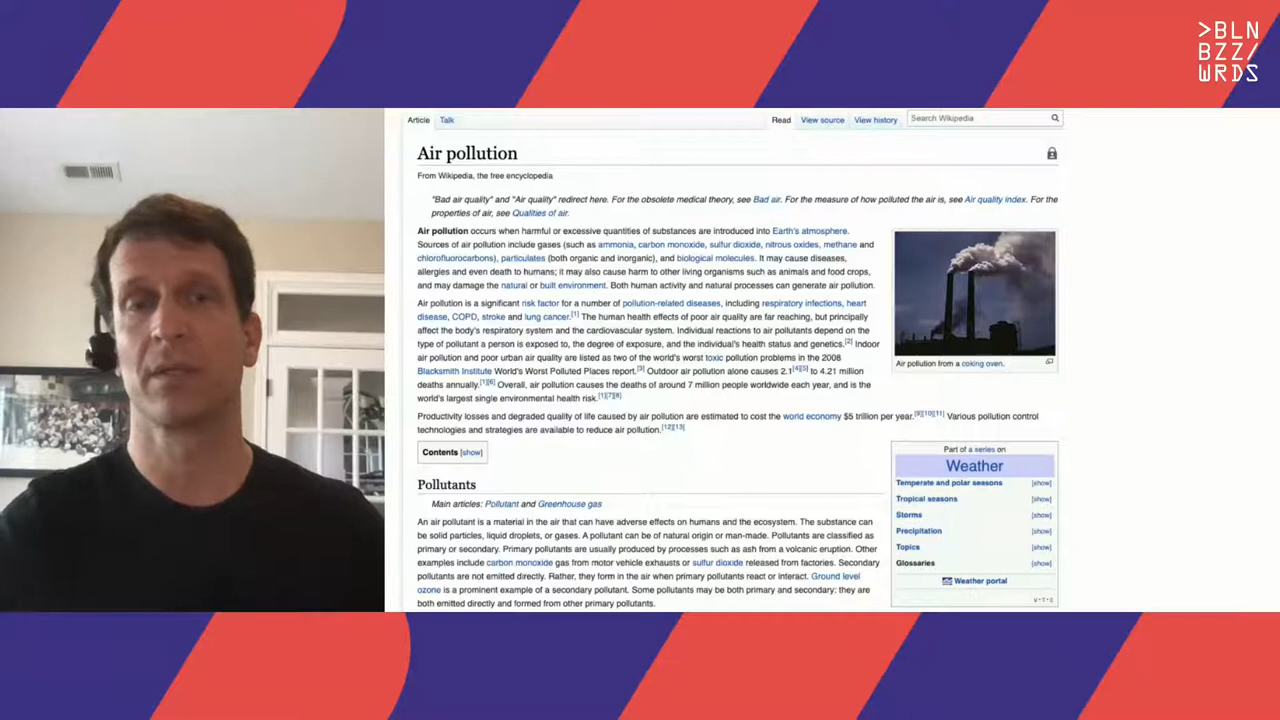 >BLN
BZZ/
WRDS
Article Talk Read View source View history Search Wikipedia
Air pollution
From Wikipedia, the free encyclopedia
"Bad air quality" and "Air quality" redirect here. For the obsolete medical theory, see Bad air. For the measure of how polluted the air is, see Air quality index. For the
properties of air, see Qualities of air.
Air pollution occurs when harmful or excessive quantities of substances are introduced into Earth's atmosphere.
Sources of air pollution include gases (such as ammonia, carbon monoxide, sulfur dioxide, nitrous oxides, methane and
chlorofluorocarbons), particulates (both organic and inorganic), and biological molecules. It may cause diseases,
allergies and even death to humans; it may also cause harm to other living organisms such as animals and food crops,
and may damage the natural or built environment. Both human activity and natural processes can generate air pollution.
Air pollution is a significant risk factor for a number of pollution-related diseases, including respiratory infections, heart
disease, COPD, stroke and lung cancer.[1] The human health effects of poor air quality are far reaching, but principally
affect the body's respiratory system and the cardiovascular system. Individual reactions to air pollutants depend on the
type of pollutant a person is exposed to, the degree of exposure, and the individual's health status and genetics.[2] Indoor
air pollution and poor urban air quality are listed as two of the world's worst toxic pollution problems in the 2008
Blacksmith Institute World's Worst Polluted Places report.[3] Outdoor air pollution alone causes 2.1[4][5] to 4.21 million
deaths annually.[1][6] Overall, air pollution causes the deaths of around 7 million people worldwide each year, and is the
world's largest single environmental health risk.[1][7][8]
Air pollution from a coking oven.
Productivity losses and degraded quality of life caused by air pollution are estimated to cost the world economy $5 trillion per year.[9][10][11] Various pollution control
technologies and strategies are available to reduce air pollution.[12][13]
Contents [show]
Pollutants
Main articles: Pollutant and Greenhouse gas
An air pollutant is a material in the air that can have adverse effects on humans and the ecosystem. The substance can
be solid particles, liquid droplets, or gases. A pollutant can be of natural origin or man-made. Pollutants are classified as
primary or secondary. Primary pollutants are usually produced by processes such as ash from a volcanic eruption. Other
examples include carbon monoxide gas from motor vehicle exhausts or sulfur dioxide released from factories. Secondary
pollutants are not emitted directly. Rather, they form in the air when primary pollutants react or interact. Ground level
ozone is a prominent example of a secondary pollutant. Some pollutants may be both primary and secondary: they are
both emitted directly and formed from other primary pollutants.
Part of a series on
Weather
Temperate and polar seasons [show]
Tropical seasons [show]
Storms [show]
Precipitation [show]
Topics [show]
Glossaries [show]
Weather portal
V·T·E